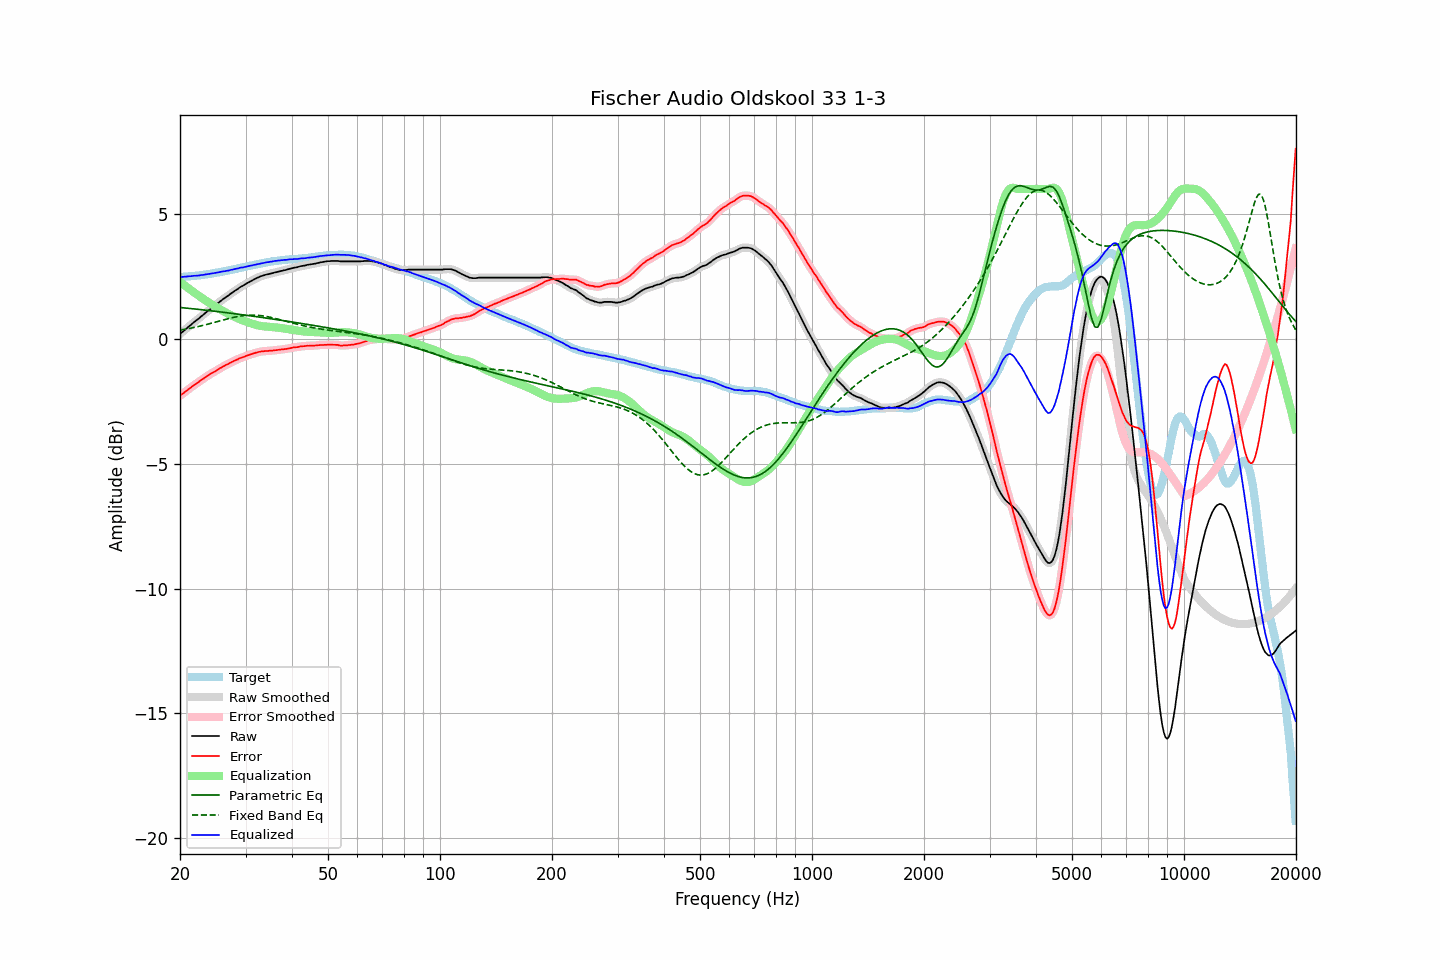 Fischer Audio Oldskool 33 1-3
Amplitude (dBr)
5
0
−5
−10
−15
−20
Target
Raw Smoothed
Error Smoothed
Raw
Error
Equalization
Parametric Eq
Fixed Band Eq
Equalized
20 50 100 200 500 1000 2000 5000 10000 20000
Frequency (Hz)